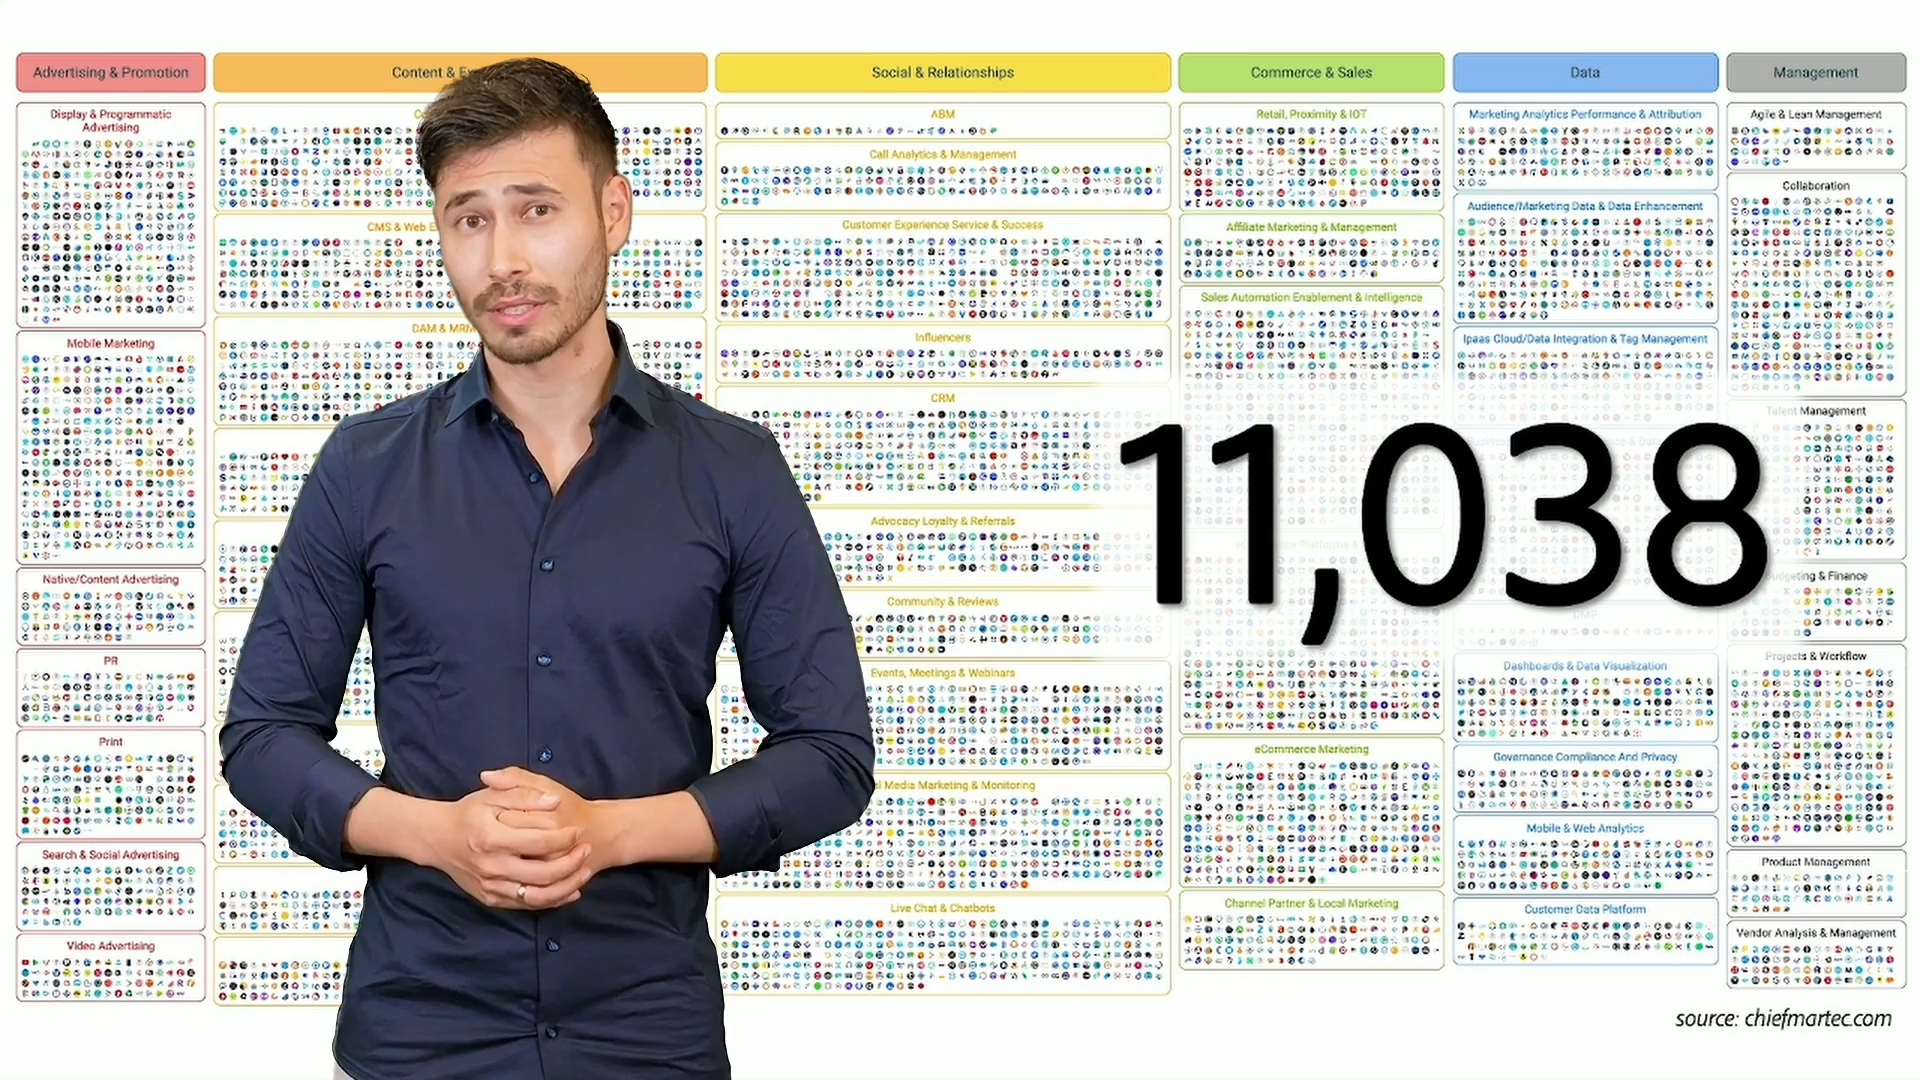 Advertising & Promotion
Display & Programmatic
Advertising
Mobile Marketing
Native/Content Advertising
PR
Print
Search & Social Advertising
Video Advertising
Content &
CMS & Web
DAM & MRM
Social & Relationships
ABM
Call Analytics & Management
Customer Experience Service & Success
Influencers
CRM
Advocacy Loyalty & Referrals
Community & Reviews
Events, Meetings & Webinars
Media Marketing & Monitoring
Live Chat & Chatbots
Commerce & Sales
Retail, Proximity & IOT
Affiliate Marketing & Management
Sales Automation Enablement & Intelligence
eCommerce Marketing
Channel Partner & Local Marketing
Data
Marketing Analytics Performance & Attribution
Audience/Marketing Data & Data Enhancement
Ipaas Cloud/Data Integration & Tag Management
Dashboards & Data Visualization
Governance Compliance And Privacy
Mobile & Web Analytics
Customer Data Platform
Management
Agile & Lean Management
Collaboration
Talent Management
& Finance
Projects & Workflow
Product Management
Vendor Analysis & Management
11,038
source: chiefmartec.com